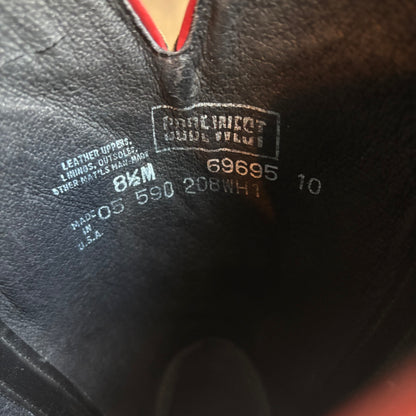 CODE WEST
LEATHER UPPERS,
LININGS, OUTSOLES,
OTHER MAT'LS MAN-MADE
8½M 69695 10
MADE IN U.S.A. 05 590 208WH1